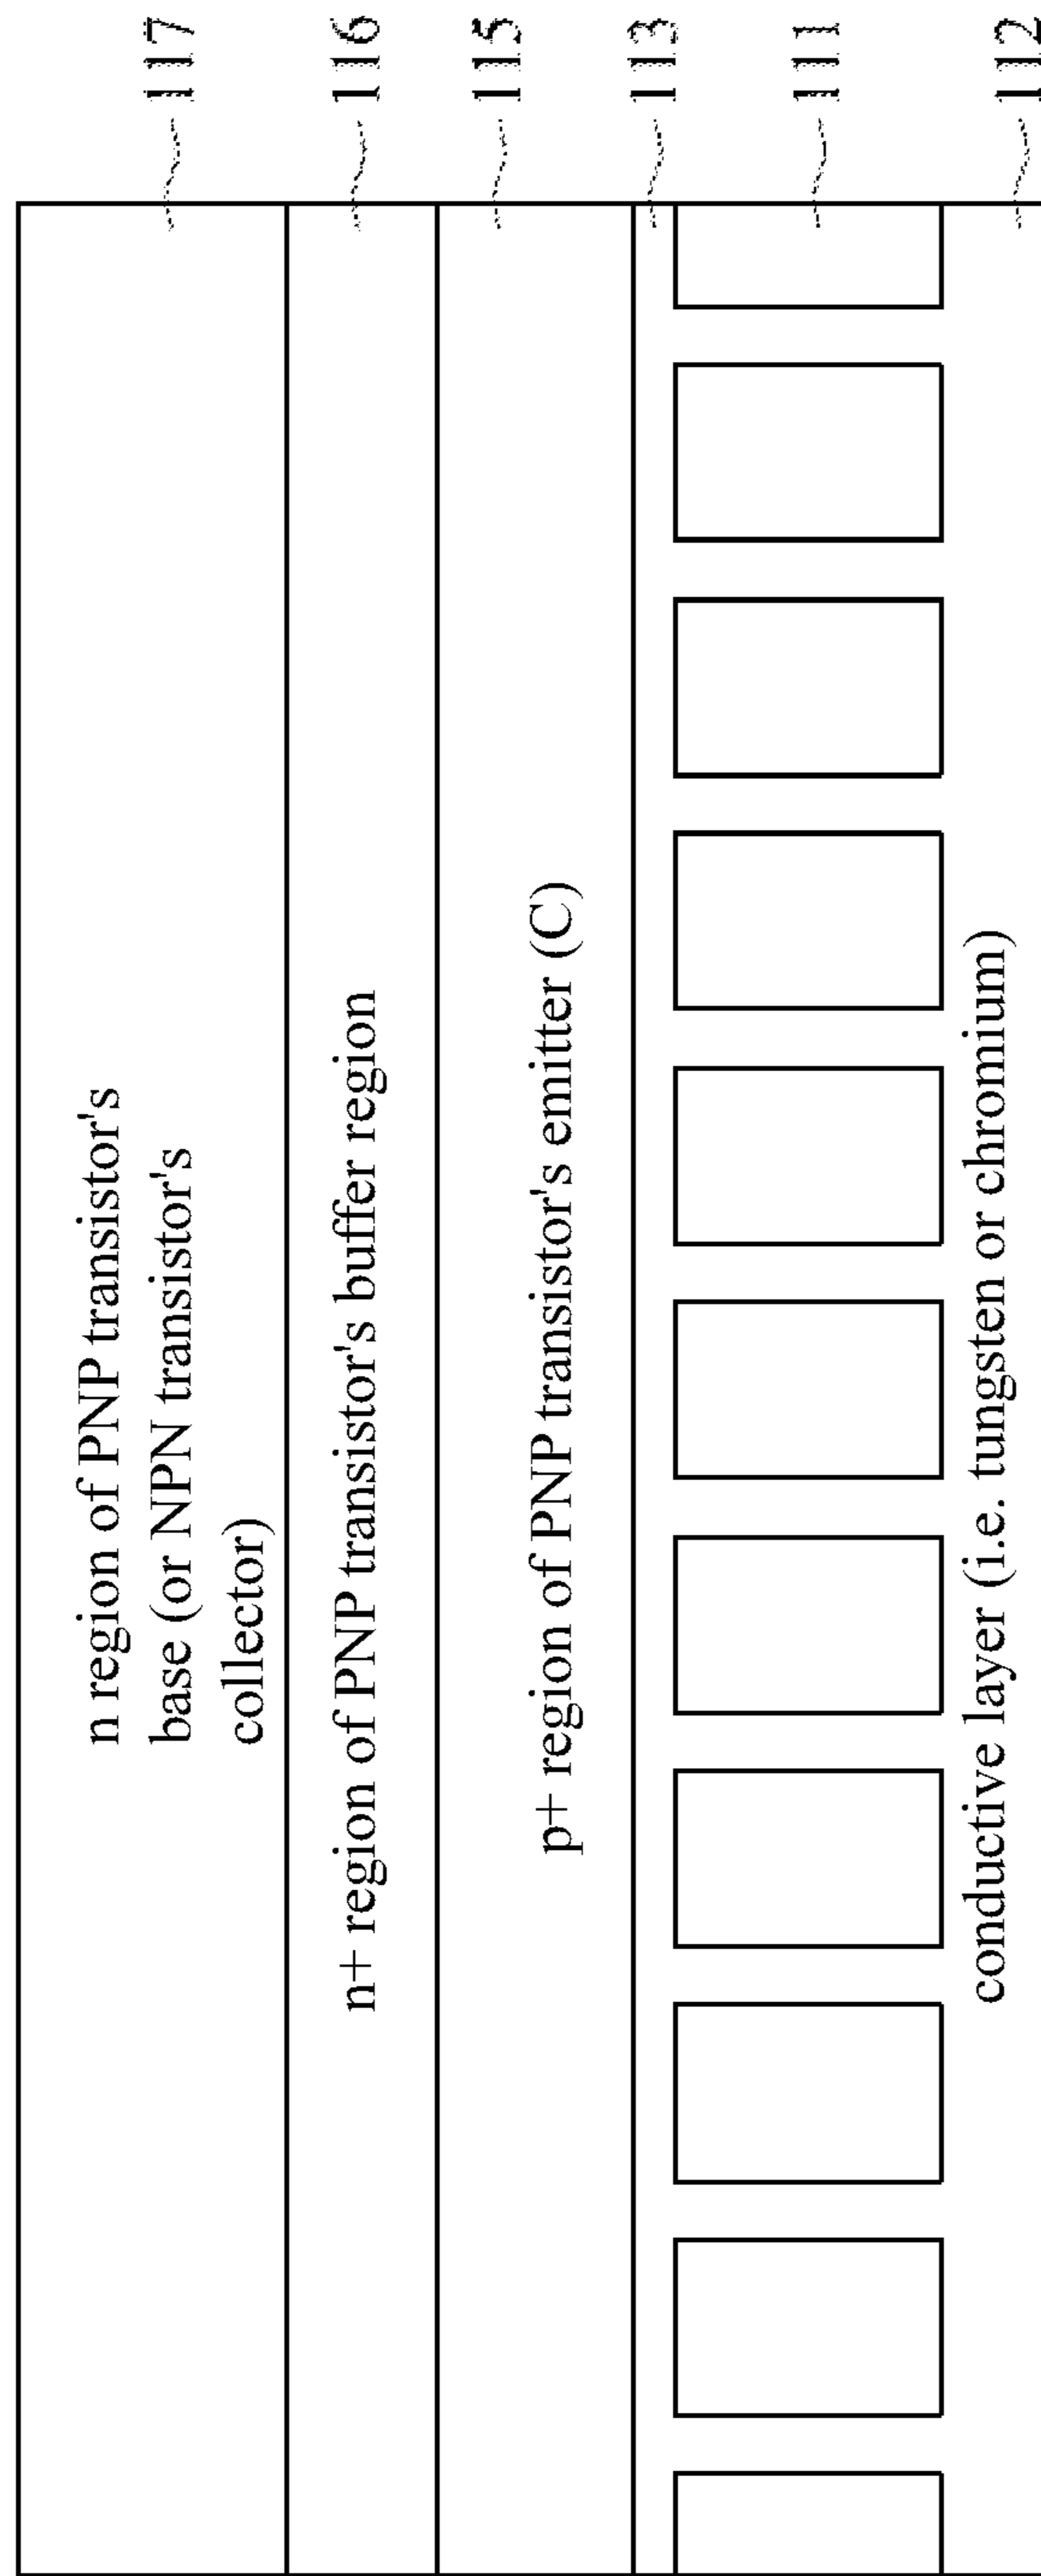 n region of PNP transistor's
base (or NPN transistor's
collector)
117
n+ region of PNP transistor's buffer region
116
p+ region of PNP transistor's emitter (C)
115
113
111
conductive layer (i.e. tungsten or chromium)
112